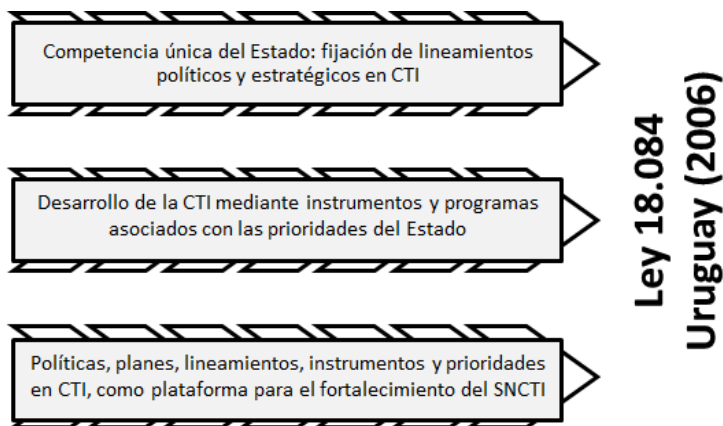 Competencia única del Estado: fijación de lineamientos
políticos y estratégicos en CTI
Desarrollo de la CTI mediante instrumentos y programas
asociados con las prioridades del Estado
Políticas, planes, lineamientos, instrumentos y prioridades
en CTI, como plataforma para el fortalecimiento del SNCTI
Ley 18.084
Uruguay (2006)